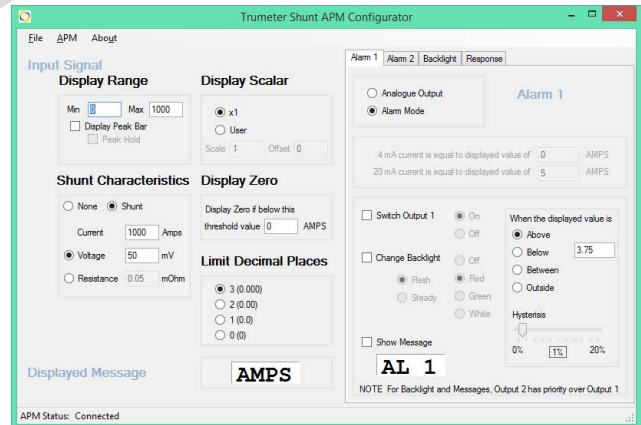 Trumeter Shunt APM Configurator
File APM About
Input Signal
Display Range
Min 0 Max 1000
Display Peak Bar
Peak Hold
Display Scalar
x1
User
Scale 1 Offset 0
Shunt Characteristics
None Shunt
Current 1000 Amps
Voltage 50 mV
Resistance 0.05 mOhm
Display Zero
Display Zero if below this
threshold value 0 AMPS
Limit Decimal Places
3 (0.000)
2 (0.00)
1 (0.0)
0 (0)
Displayed Message
AMPS
Alarm 1 Alarm 2 Backlight Response
Analogue Output
Alarm Mode
Alarm 1
4 mA current is equal to displayed value of 0 AMPS
20 mA current is equal to displayed value of 5 AMPS
Switch Output 1 On
Off
Change Backlight Off
Flash Red
Steady Green
White
When the displayed value is
Above
Below 3.75
Between
Outside
Hysterisis
0% 1% 20%
Show Message
AL 1
NOTE For Backlight and Messages, Output 2 has priority over Output 1
APM Status: Connected